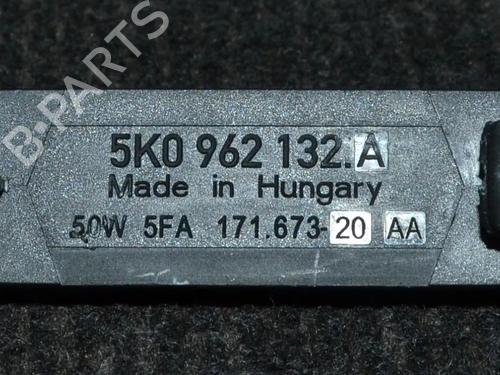 B-PARTS
5K0 962 132.A
Made in Hungary
50W 5FA 171.673-20 AA